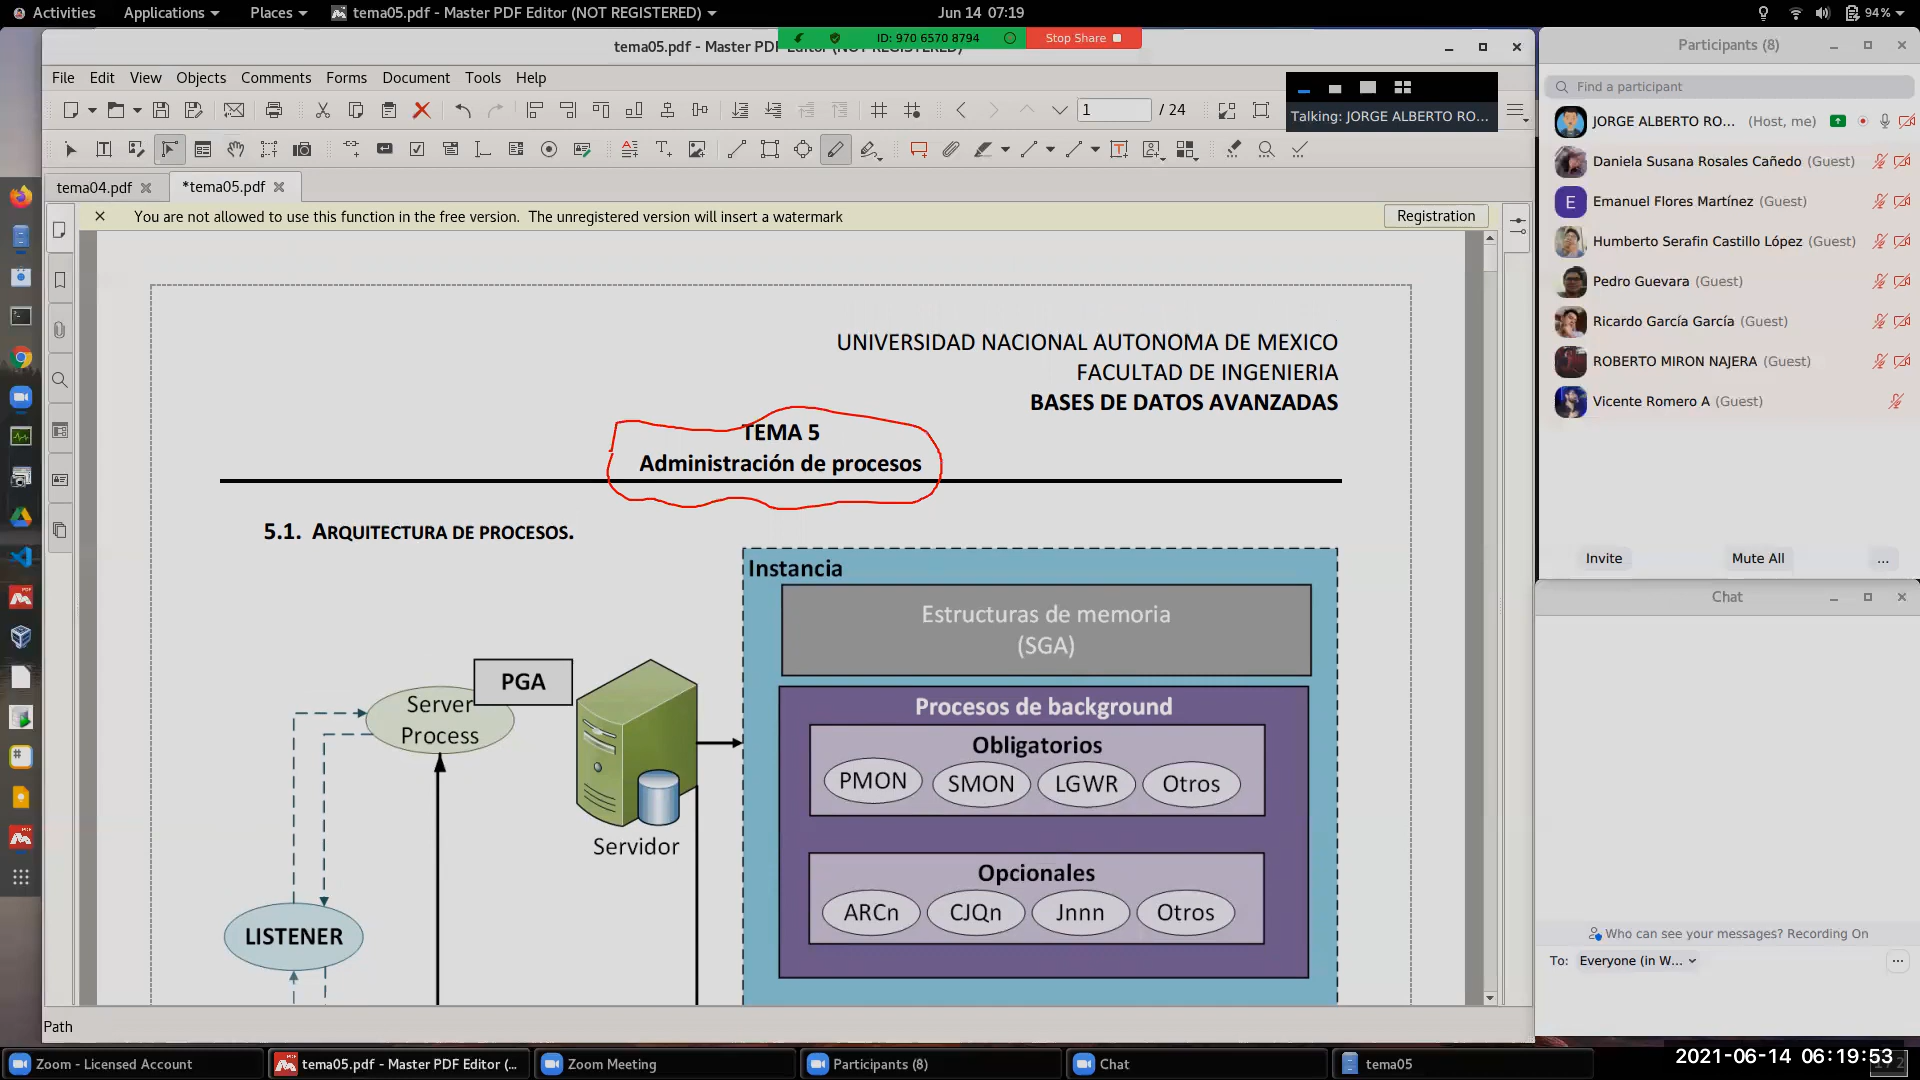 Activities Applications Places tema05.pdf - Master PDF Editor (NOT REGISTERED) Jun 14 07:19 94%
tema05.pdf - Master PDF Editor (NOT REGISTERED)
ID: 970 6570 8794 Stop Share
File Edit View Objects Comments Forms Document Tools Help
1 / 24
Talking: JORGE ALBERTO RO...
tema04.pdf *tema05.pdf
You are not allowed to use this function in the free version. The unregistered version will insert a watermark Registration
UNIVERSIDAD NACIONAL AUTONOMA DE MEXICO
FACULTAD DE INGENIERIA
BASES DE DATOS AVANZADAS
TEMA 5
Administración de procesos
5.1. ARQUITECTURA DE PROCESOS.
Instancia
Estructuras de memoria
(SGA)
PGA
Server
Process
Servidor
Procesos de background
Obligatorios
PMON SMON LGWR Otros
Opcionales
ARCn CJQn Jnnn Otros
LISTENER
Path
Participants (8)
Find a participant
JORGE ALBERTO RO... (Host, me)
Daniela Susana Rosales Cañedo (Guest)
E Emanuel Flores Martínez (Guest)
Humberto Serafin Castillo López (Guest)
Pedro Guevara (Guest)
Ricardo García García (Guest)
ROBERTO MIRON NAJERA (Guest)
Vicente Romero A (Guest)
Invite Mute All ...
Chat
Who can see your messages? Recording On
To: Everyone (in W...
Zoom - Licensed Account tema05.pdf - Master PDF Editor (... Zoom Meeting Participants (8) Chat tema05
2021-06-14 06:19:53